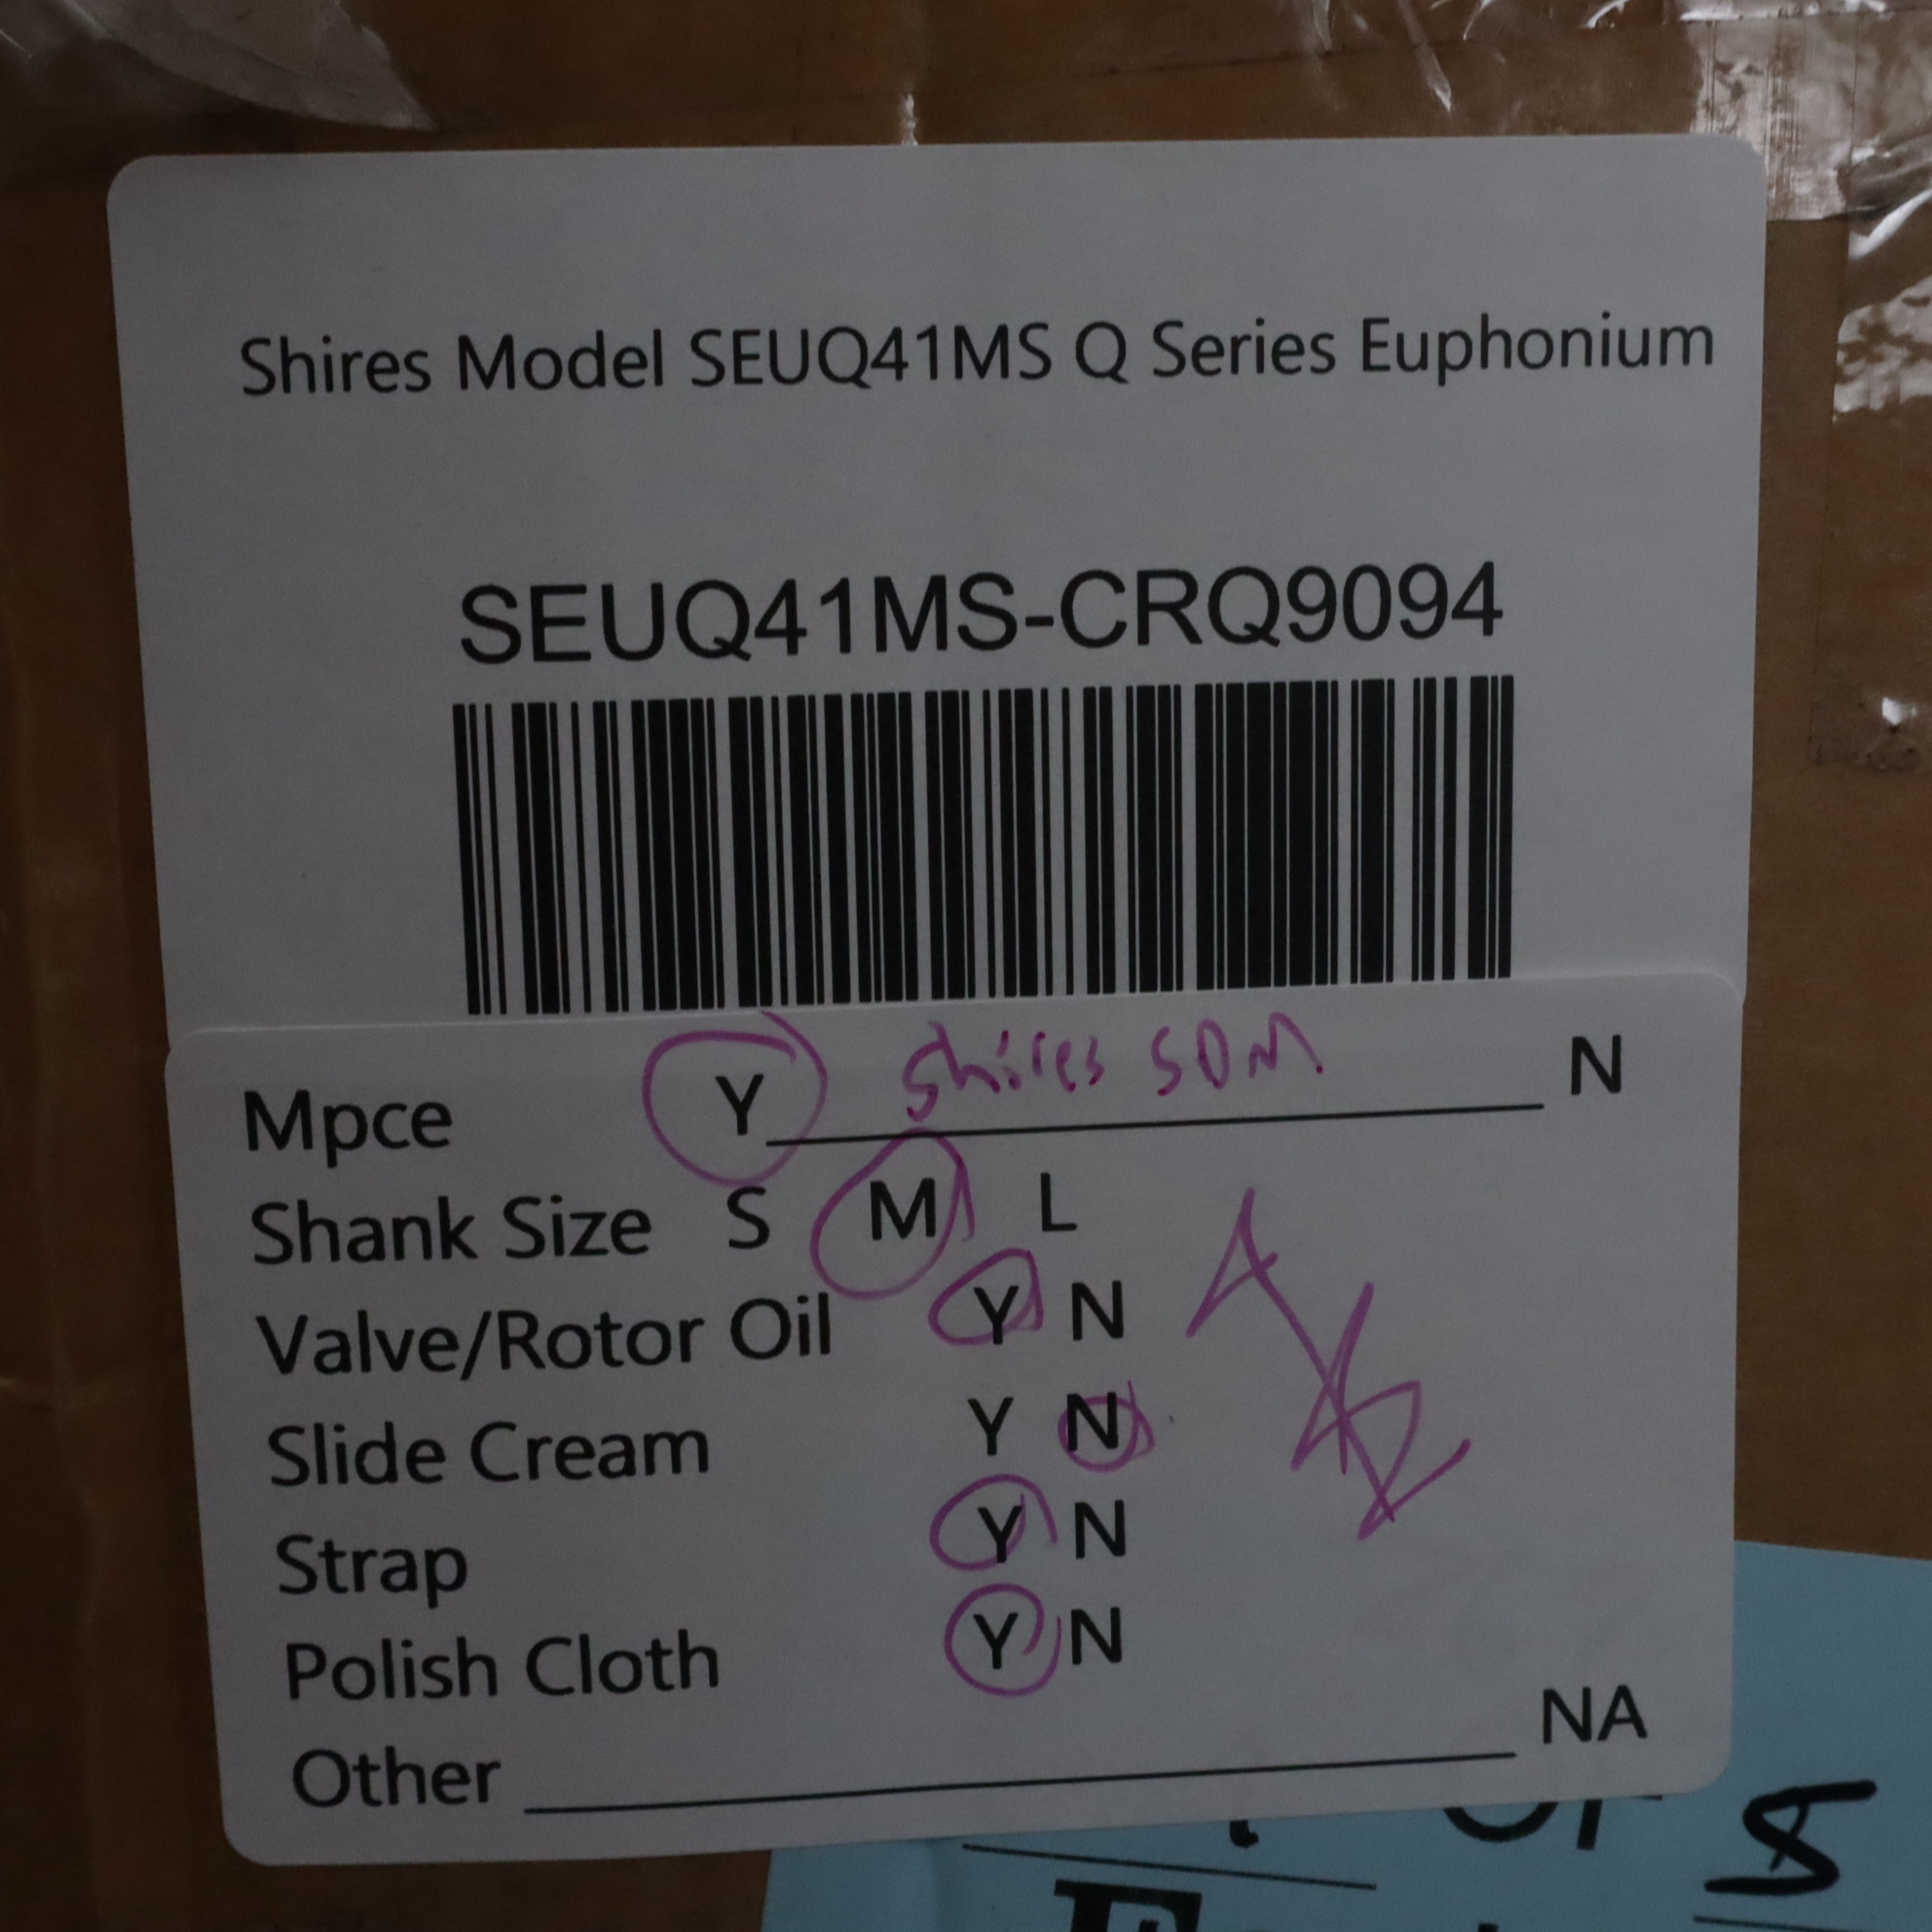 Shires Model SEUQ41MS Q Series Euphonium
SEUQ41MS-CRQ9094
Mpce Y Shires 5DM N
Shank Size S M L
Valve/Rotor Oil Y N
Slide Cream Y N
Strap Y N
Polish Cloth Y N
Other NA